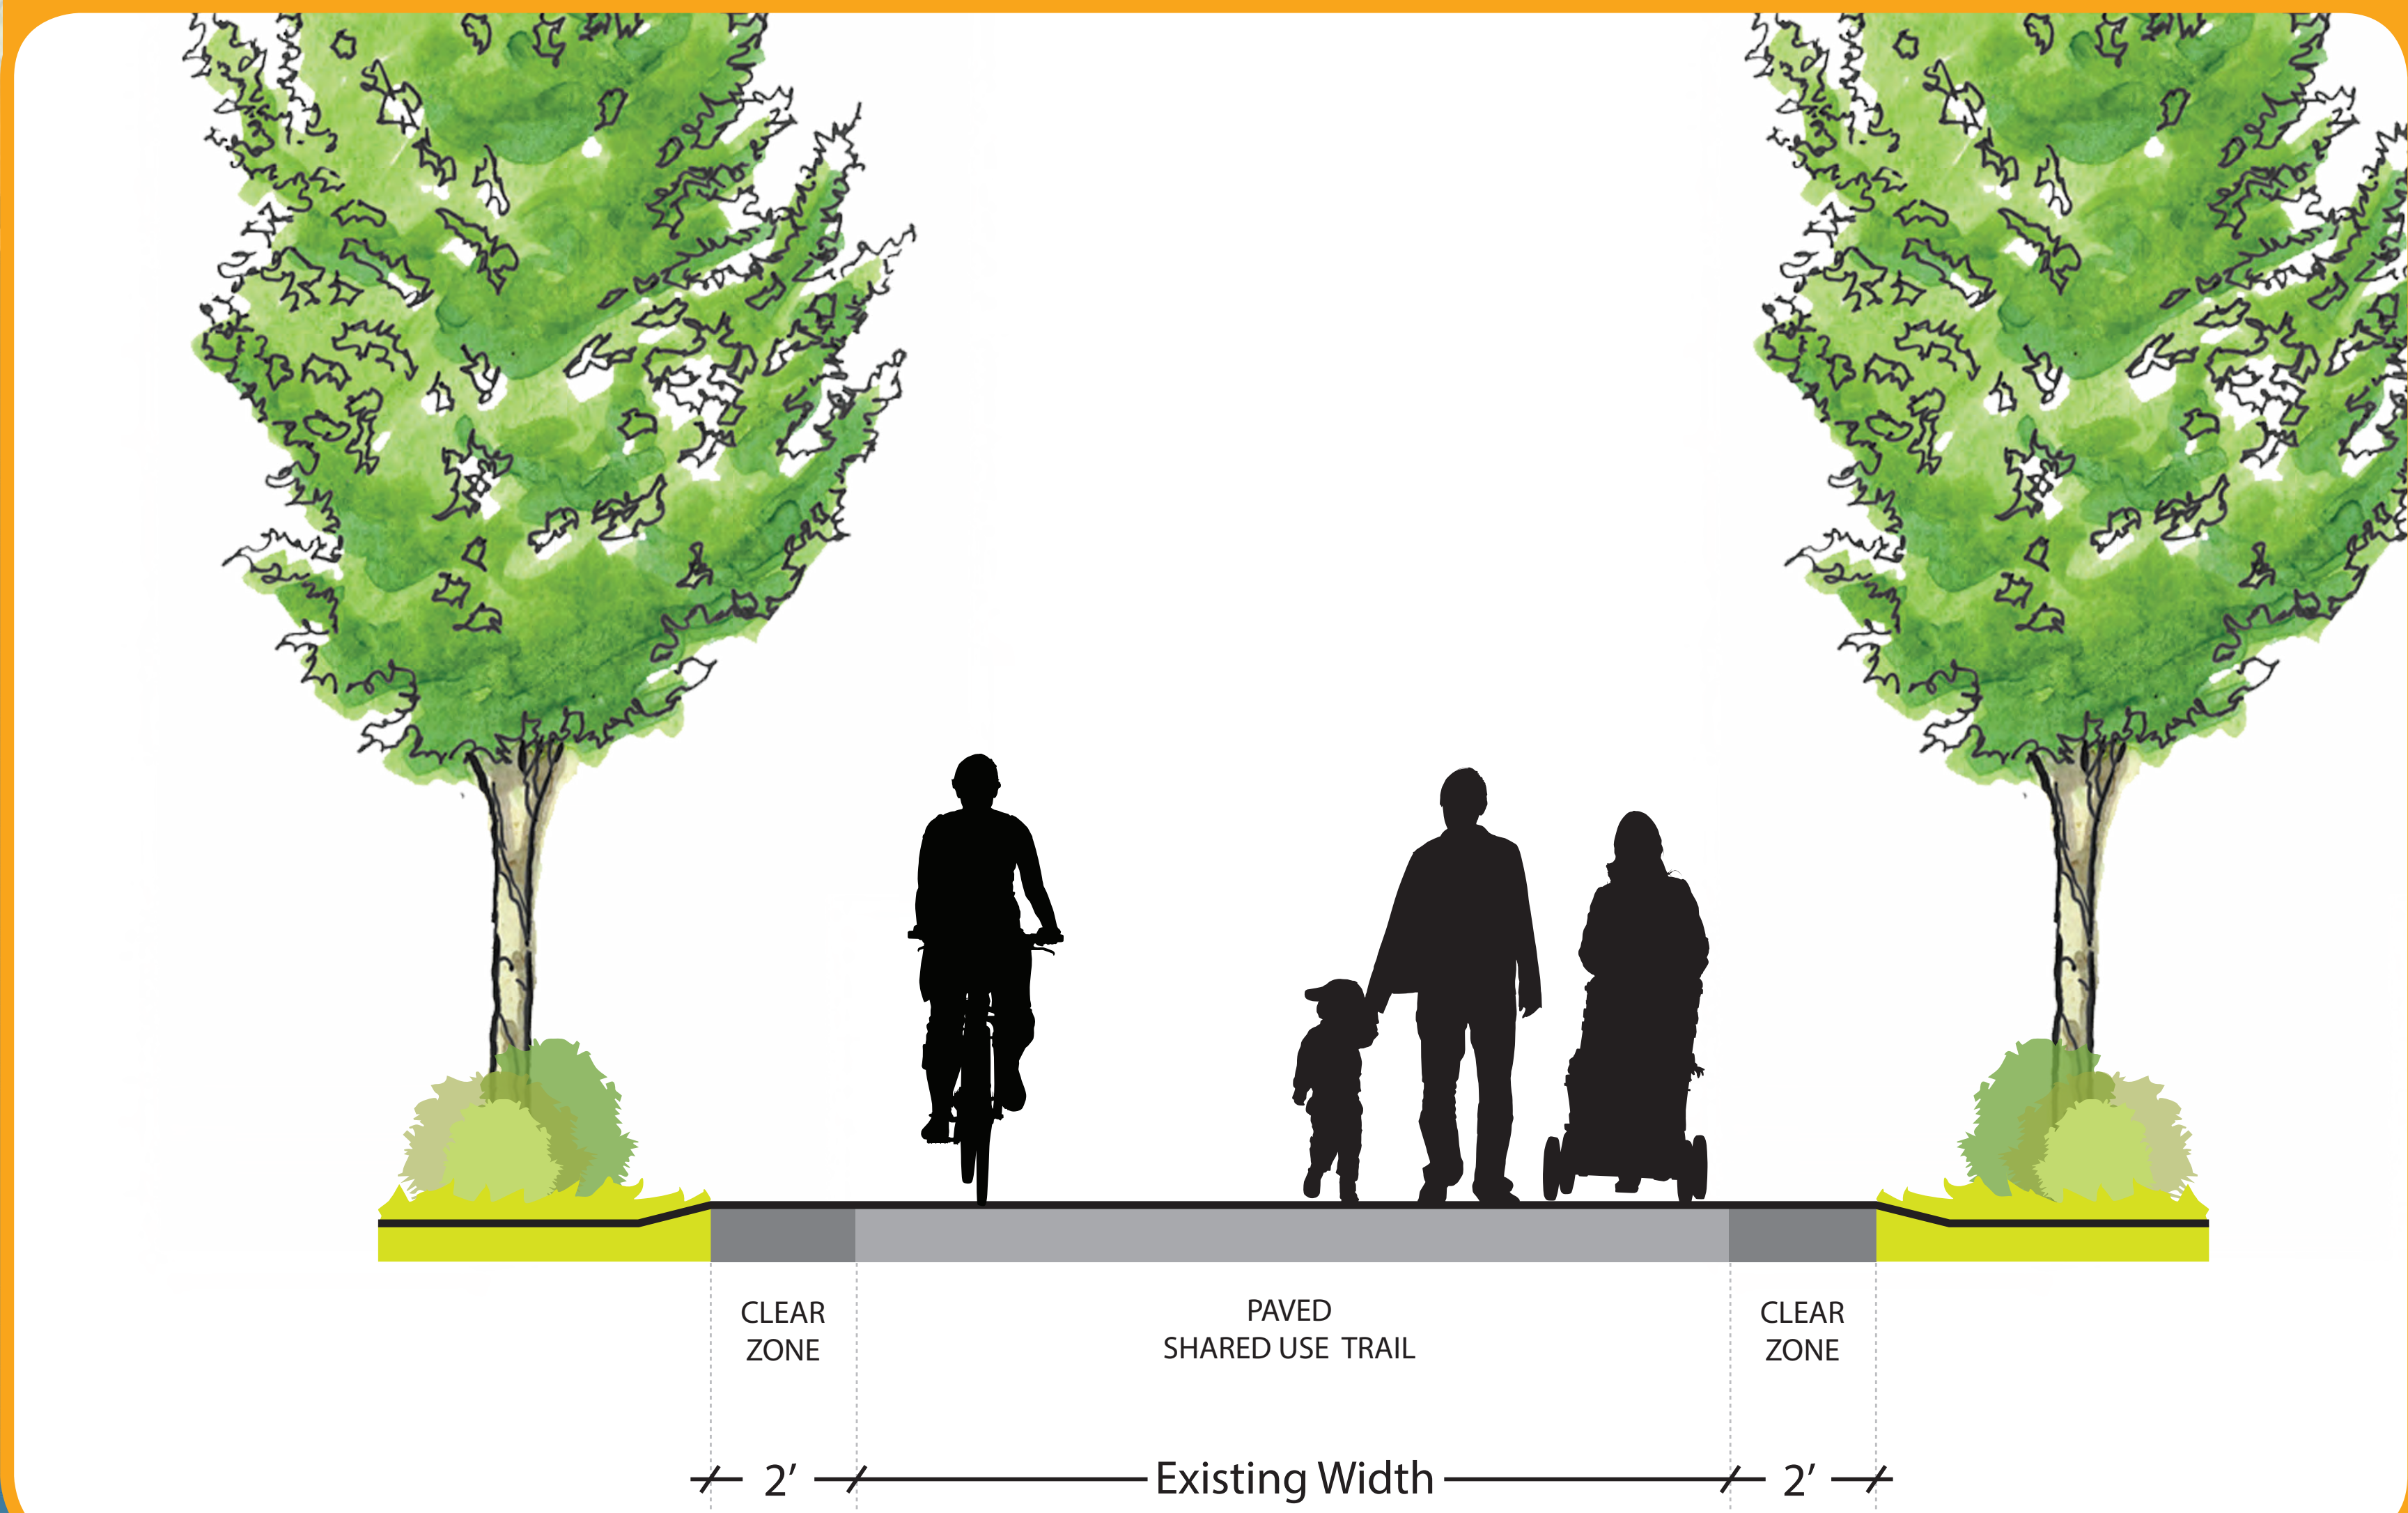 CLEAR
ZONE
PAVED
SHARED USE TRAIL
CLEAR
ZONE
2’
Existing Width
2’